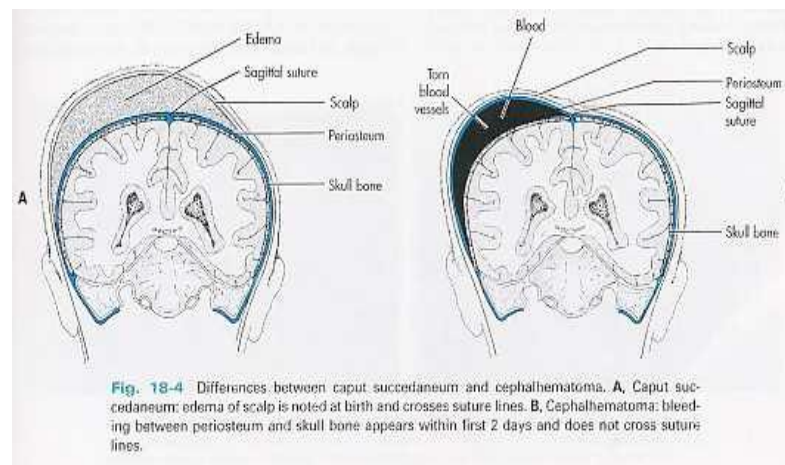 Edema
Sagittal suture
Scalp
Periosteum
Skull bone
A
Blood
Torn
blood
vessels
Scalp
Periosteum
Sagittal
suture
Skull bone
Fig. 18-4 Differences between caput succedaneum and cephalhematoma. A, Caput suc-
cedaneum: edema of scalp is noted at birth and crosses suture lines. B, Cephalhematoma: bleed-
ing between periosteum and skull bone appears within first 2 days and does not cross suture
lines.